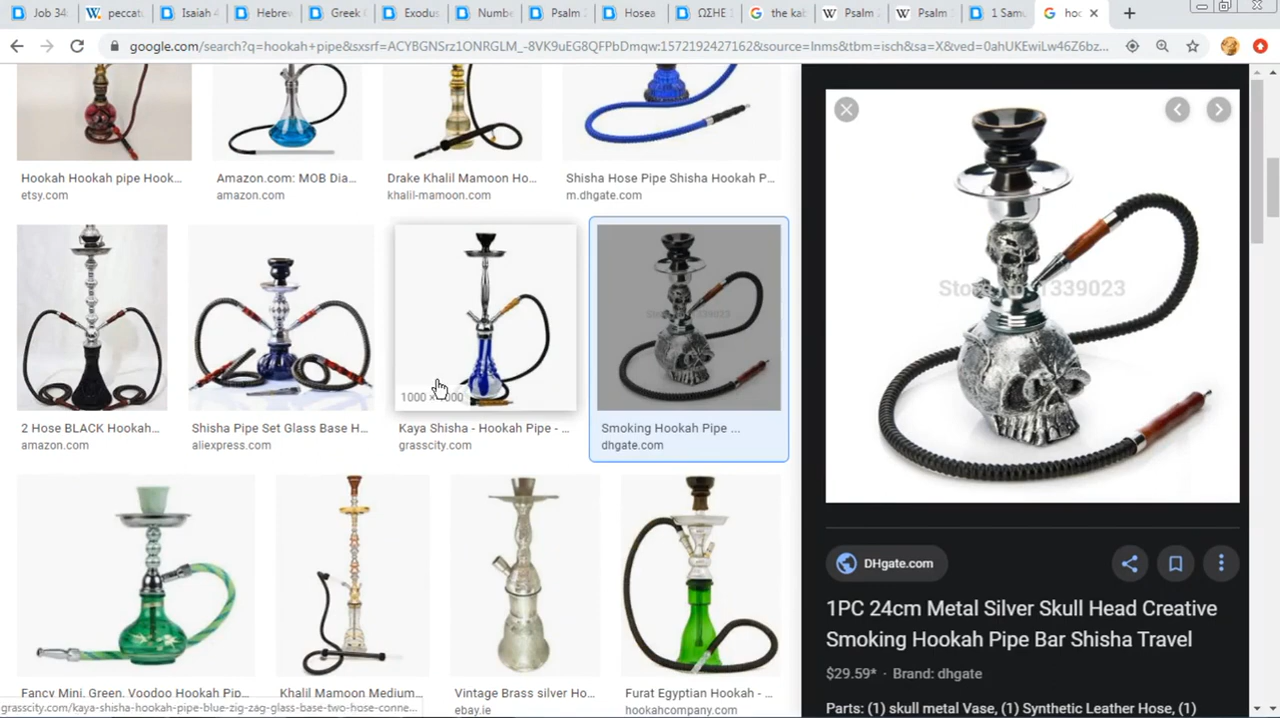 Job 34
peccat
Isaiah 4
Hebrew
Greek
Exodus
Numbe
Psalm 2
Hosea
ΩΣΗΕ
the kab
Psalm
Psalm
1 Samu
hoo
google.com/search?q=hookah+pipe&sxsrf=ACYBGNSrz1ONRGLM_-8VK9uEG8QFPbDmqw:1572192427162&source=lnms&tbm=isch&sa=X&ved=0ahUKEwiLw46Z6bz...
Hookah Hookah pipe Hook...
etsy.com
Amazon.com: MOB Dia...
amazon.com
Drake Khalil Mamoon Ho...
khalil-mamoon.com
Shisha Hose Pipe Shisha Hookah P...
m.dhgate.com
1000 ×
2 Hose BLACK Hookah...
amazon.com
Shisha Pipe Set Glass Base H...
aliexpress.com
Kaya Shisha - Hookah Pipe - ...
grasscity.com
Smoking Hookah Pipe ...
dhgate.com
Fancy Mini, Green, Voodoo Hookah Pip...
Khalil Mamoon Medium...
Vintage Brass silver Ho...
ebay.ie
Furat Egyptian Hookah - ...
hookahcompany.com
grasscity.com/kaya-shisha-hookah-pipe-blue-zig-zag-glass-base-two-hose-conne...
DHgate.com
1PC 24cm Metal Silver Skull Head Creative
Smoking Hookah Pipe Bar Shisha Travel
$29.59* · Brand: dhgate
Parts: (1) skull metal Vase, (1) Synthetic Leather Hose, (1)